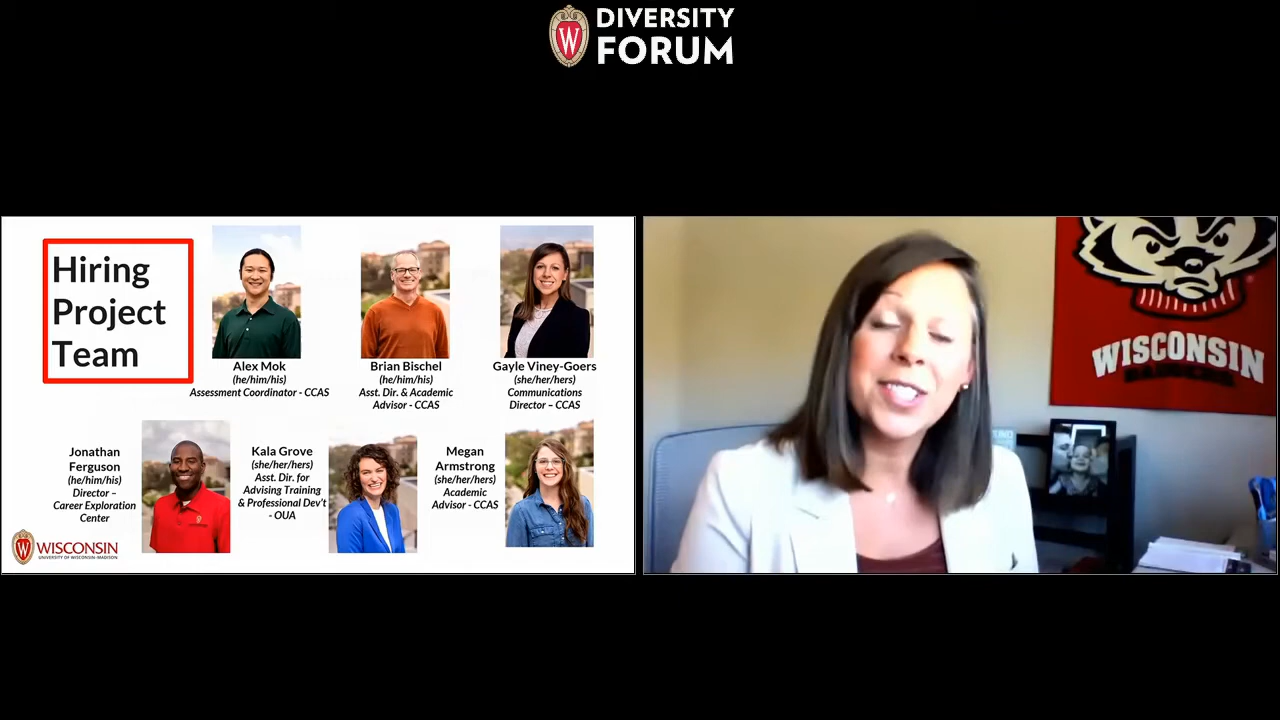 DIVERSITY
FORUM
Hiring
Project
Team
Alex Mok
(he/him/his)
Assessment Coordinator - CCAS
Brian Bischel
(he/him/his)
Asst. Dir. & Academic
Advisor - CCAS
Gayle Viney-Goers
(she/her/hers)
Communications
Director – CCAS
Jonathan
Ferguson
(he/him/his)
Director –
Career Exploration
Center
Kala Grove
(she/her/hers)
Asst. Dir. for
Advising Training
& Professional Dev't
- OUA
Megan
Armstrong
(she/her/hers)
Academic
Advisor - CCAS
W WISCONSIN
UNIVERSITY OF WISCONSIN-MADISON
WISCONSIN